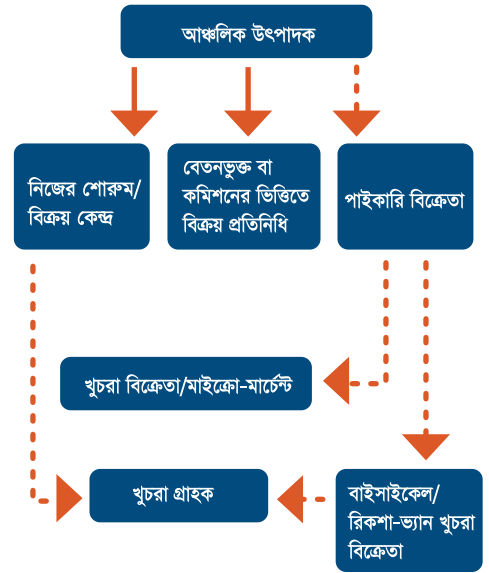 আঞ্চলিক উৎপাদক
নিজের শোরুম/
বিক্রয় কেন্দ্র
বেতনভুক্ত বা
কমিশনের ভিত্তিতে
বিক্রয় প্রতিনিধি
পাইকারি বিক্রেতা
খুচরা বিক্রেতা/মাইক্রো-মার্চেন্ট
খুচরা গ্রাহক
বাইসাইকেল/
রিকশা-ভ্যান খুচরা
বিক্রেতা